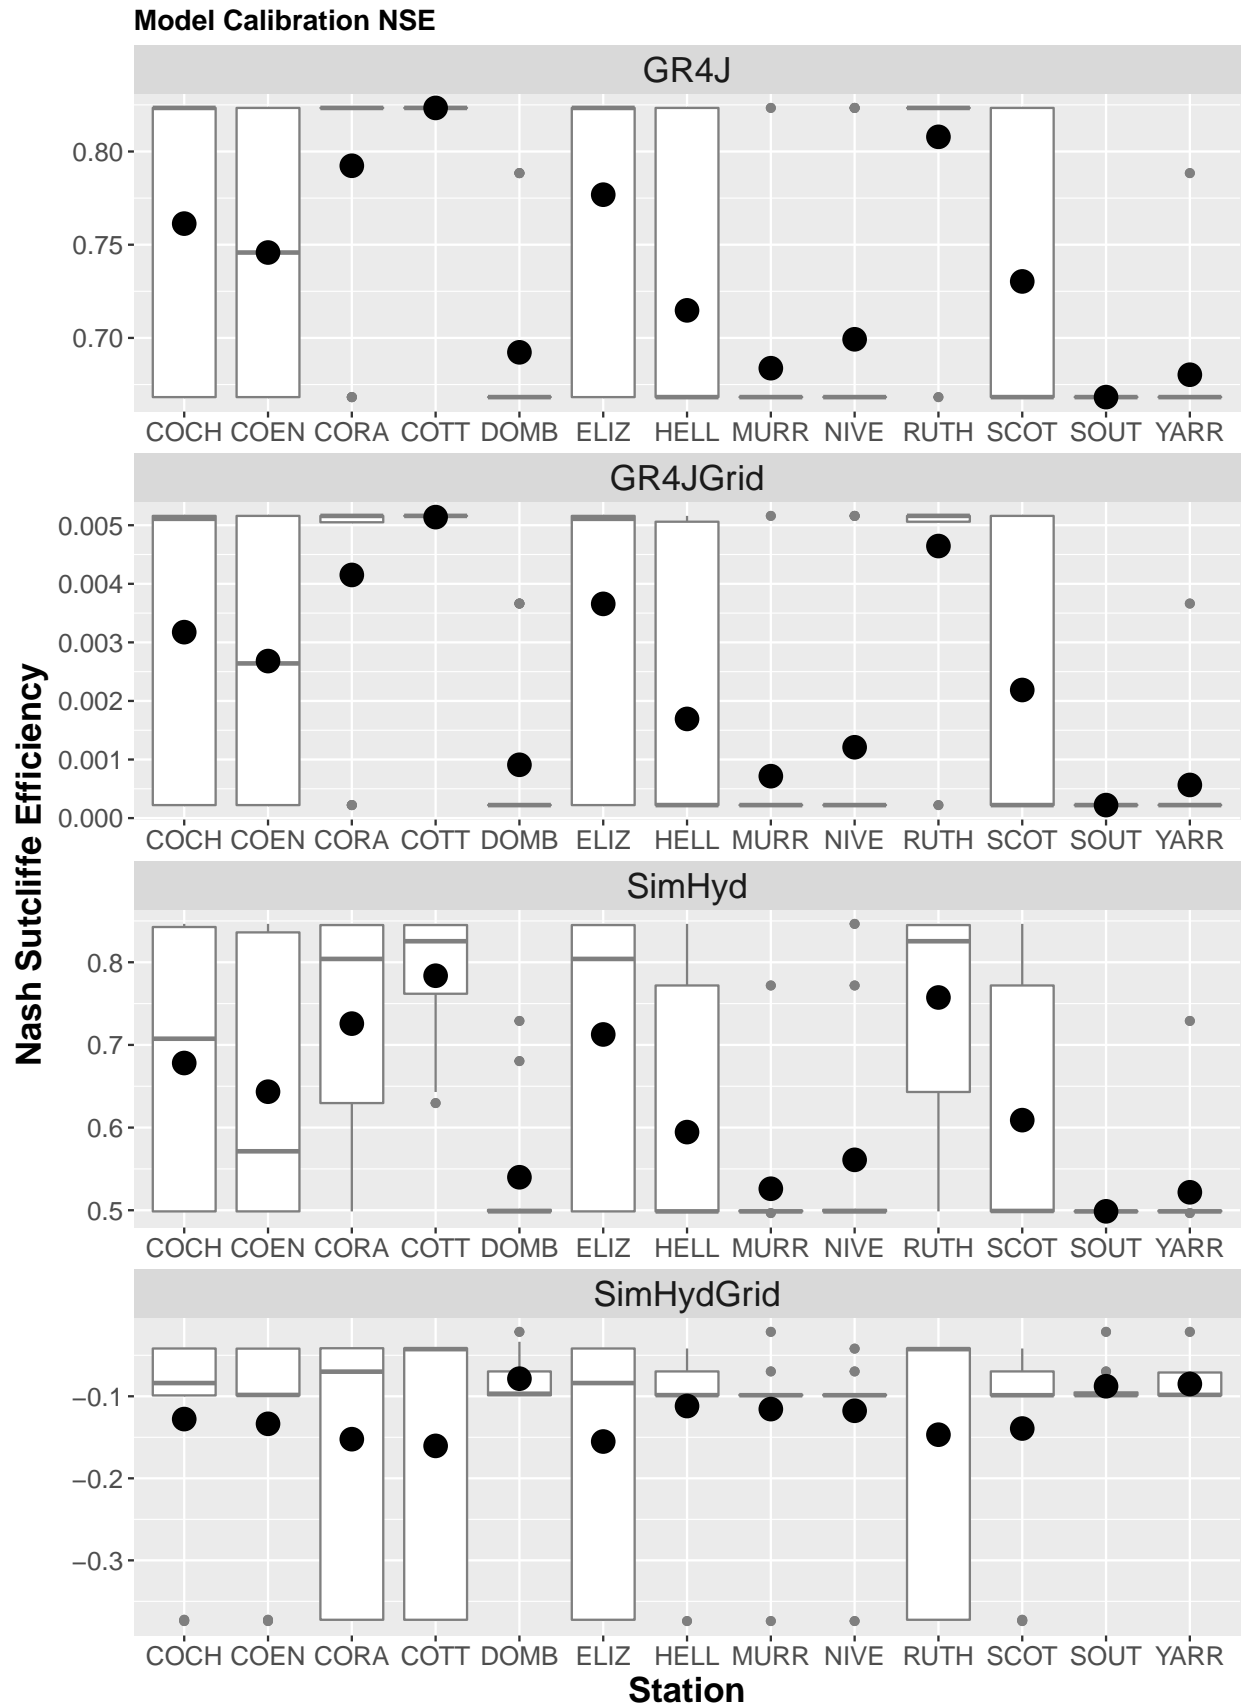 Model Calibration NSE
GR4J
0.80
0.75
0.70
COCH COEN CORA COTT DOMB ELIZ HELL MURR NIVE RUTH SCOT SOUT YARR
GR4JGrid
0.005
0.004
0.003
0.002
0.001
0.000
COCH COEN CORA COTT DOMB ELIZ HELL MURR NIVE RUTH SCOT SOUT YARR
Nash Sutcliffe Efficiency
SimHyd
0.8
0.7
0.6
0.5
COCH COEN CORA COTT DOMB ELIZ HELL MURR NIVE RUTH SCOT SOUT YARR
SimHydGrid
−0.1
−0.2
−0.3
COCH COEN CORA COTT DOMB ELIZ HELL MURR NIVE RUTH SCOT SOUT YARR
Station